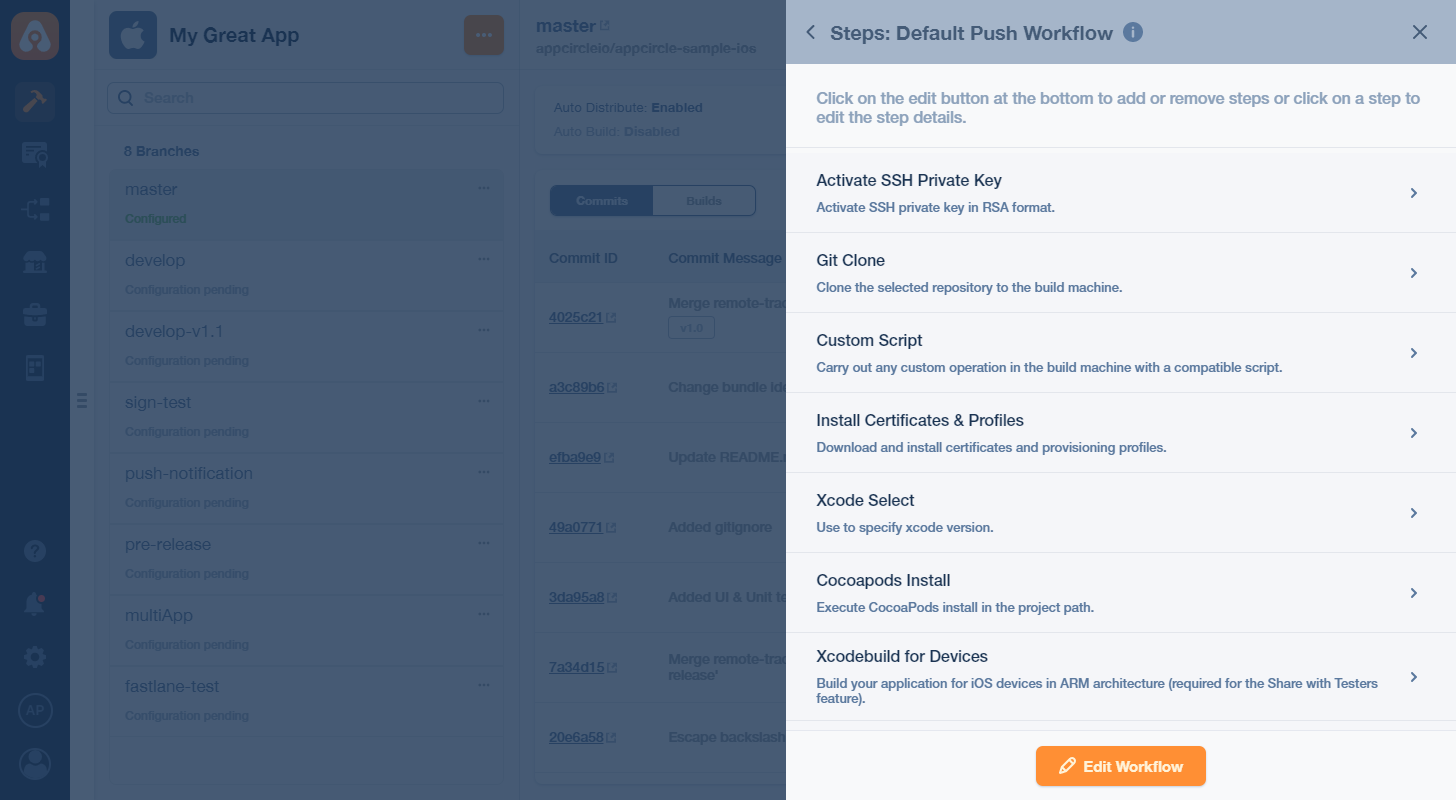 My Great App
Search
8 Branches
master
Configured
develop
Configuration pending
develop-v1.1
Configuration pending
sign-test
Configuration pending
push-notification
Configuration pending
pre-release
Configuration pending
multiApp
Configuration pending
fastlane-test
Configuration pending
AP
master
appcircleio/appcircle-sample-ios
Auto Distribute: Enabled
Auto Build: Disabled
Commits
Builds
Commit ID
Commit Message
4025c21
Merge remote-trac
v1.0
a3c89b6
Change bundle Ide
efba9e9
Update README.
49a0771
Added gitignore
3da95a8
Added UI & Unit te
7a34d15
Merge remote-trac
release'
20e6a58
Escape backslash
Steps: Default Push Workflow
i
Click on the edit button at the bottom to add or remove steps or click on a step to
edit the step details.
Activate SSH Private Key
Activate SSH private key in RSA format.
Git Clone
Clone the selected repository to the build machine.
Custom Script
Carry out any custom operation in the build machine with a compatible script.
Install Certificates & Profiles
Download and install certificates and provisioning profiles.
Xcode Select
Use to specify xcode version.
Cocoapods Install
Execute CocoaPods install in the project path.
Xcodebuild for Devices
Build your application for iOS devices in ARM architecture (required for the Share with Testers
feature).
Edit Workflow